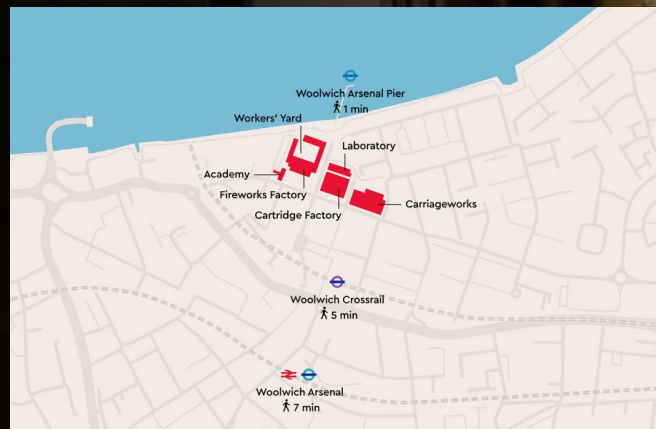 Woolwich Arsenal Pier
1 min
Workers' Yard
Laboratory
Academy
Fireworks Factory
Cartridge Factory
Carriageworks
Woolwich Crossrail
5 min
Woolwich Arsenal
7 min